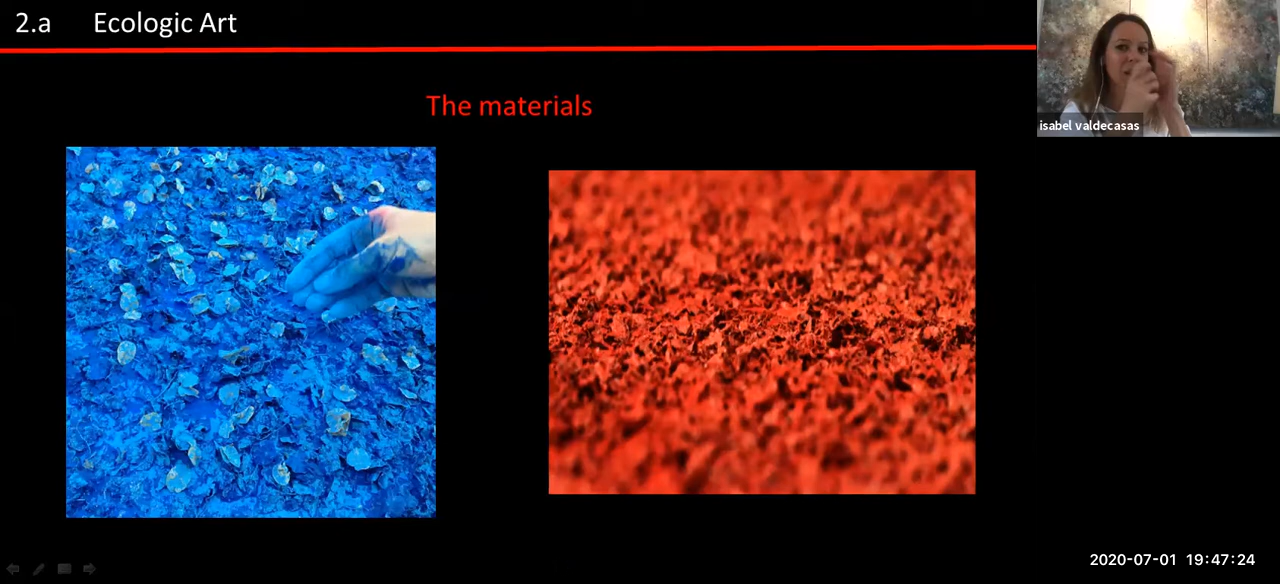 2.a Ecologic Art
The materials
isabel valdecasas
2020-07-01 19:47:24